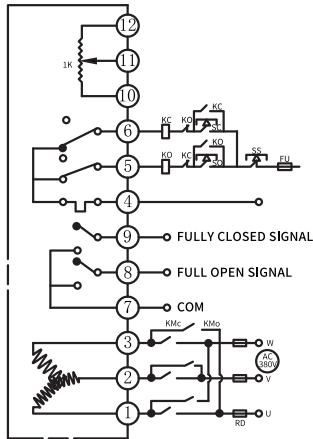 12
1K
11
10
KC
6 KC KO SC
KO
5 KO KC SO SS FU
4
9 FULLY CLOSED SIGNAL
8 FULL OPEN SIGNAL
7 COM
KMc KMo
3 W
AC
380V
2 V
1 RD U